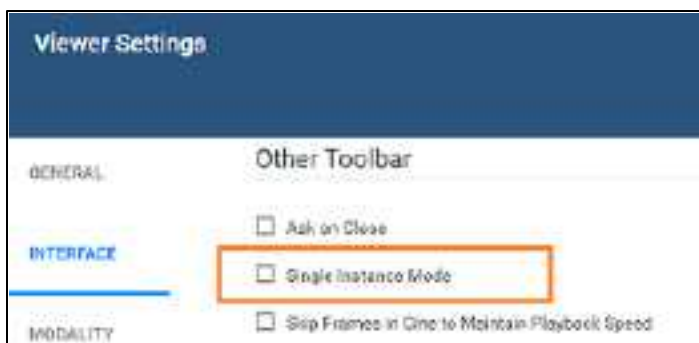 Viewer Settings
GENERAL
Other Toolbar
Ask on Close
INTERFACE
Single Instance Mode
MODALITY
Skip Frames in Cine to Maintain Playback Speed